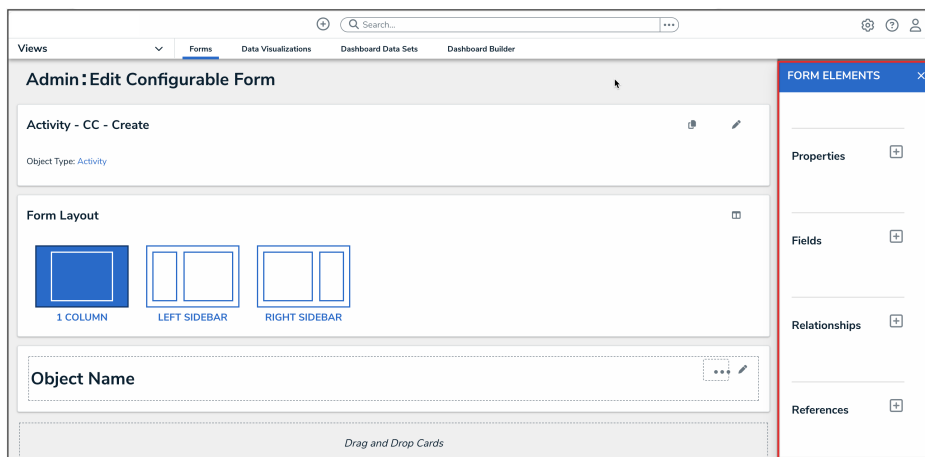 Search...
Views
Forms
Data Visualizations
Dashboard Data Sets
Dashboard Builder
Admin: Edit Configurable Form
FORM ELEMENTS
Activity - CC - Create
Object Type: Activity
Properties
Form Layout
Fields
1 COLUMN
LEFT SIDEBAR
RIGHT SIDEBAR
Relationships
Object Name
References
Drag and Drop Cards